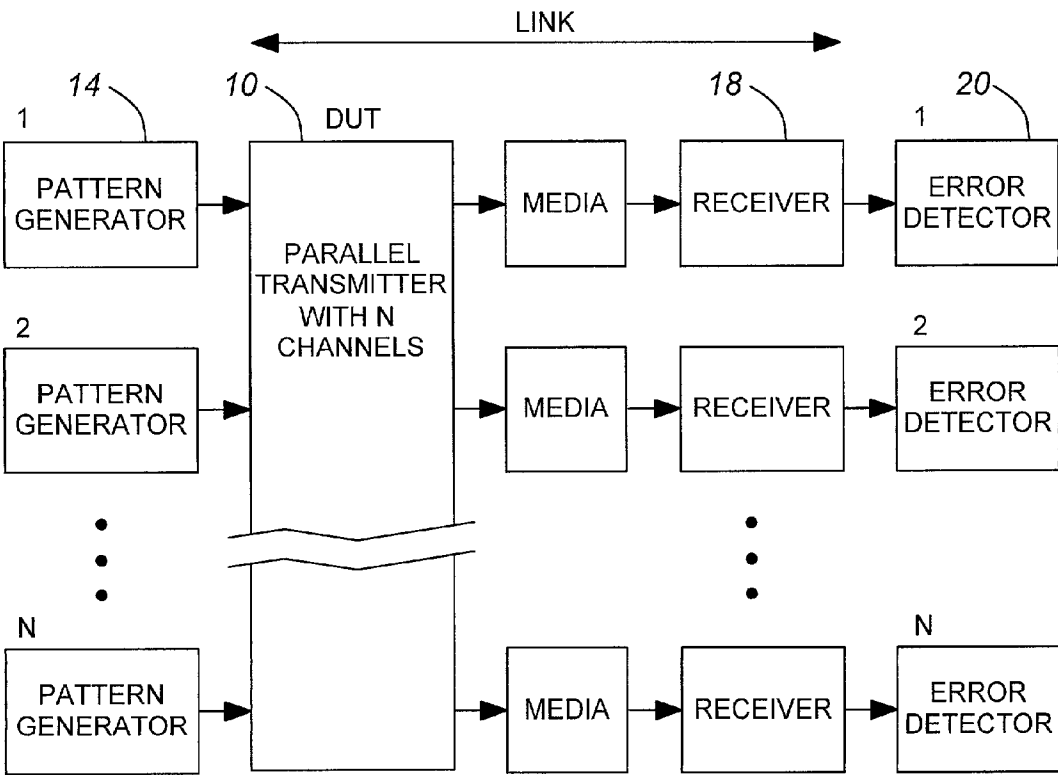 LINK
14
10
18
20
1
DUT
1
PATTERN
GENERATOR
PARALLEL
TRANSMITTER
WITH N
CHANNELS
MEDIA
RECEIVER
ERROR
DETECTOR
2
2
PATTERN
GENERATOR
MEDIA
RECEIVER
ERROR
DETECTOR
N
N
PATTERN
GENERATOR
MEDIA
RECEIVER
ERROR
DETECTOR